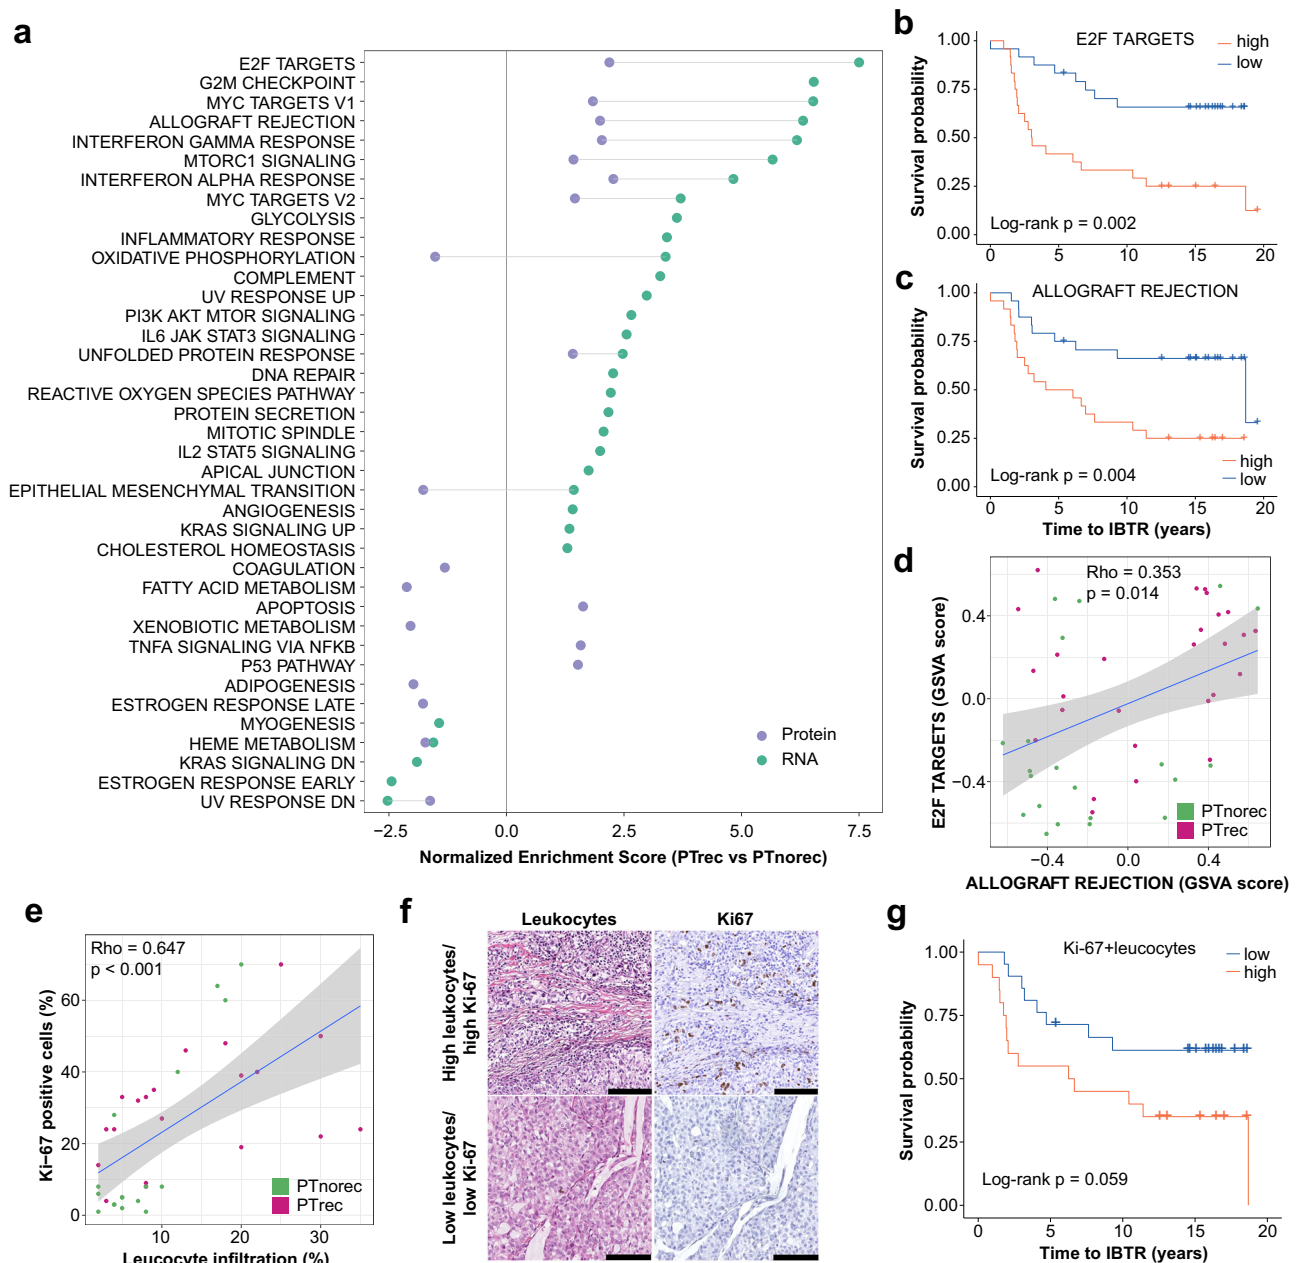 a
E2F TARGETS
G2M CHECKPOINT
MYC TARGETS V1
ALLOGRAFT REJECTION
INTERFERON GAMMA RESPONSE
MTORC1 SIGNALING
INTERFERON ALPHA RESPONSE
MYC TARGETS V2
GLYCOLYSIS
INFLAMMATORY RESPONSE
OXIDATIVE PHOSPHORYLATION
COMPLEMENT
UV RESPONSE UP
PI3K AKT MTOR SIGNALING
IL6 JAK STAT3 SIGNALING
UNFOLDED PROTEIN RESPONSE
DNA REPAIR
REACTIVE OXYGEN SPECIES PATHWAY
PROTEIN SECRETION
MITOTIC SPINDLE
IL2 STAT5 SIGNALING
APICAL JUNCTION
EPITHELIAL MESENCHYMAL TRANSITION
ANGIOGENESIS
KRAS SIGNALING UP
CHOLESTEROL HOMEOSTASIS
COAGULATION
FATTY ACID METABOLISM
APOPTOSIS
XENOBIOTIC METABOLISM
TNFA SIGNALING VIA NFKB
P53 PATHWAY
ADIPOGENESIS
ESTROGEN RESPONSE LATE
MYOGENESIS
HEME METABOLISM
KRAS SIGNALING DN
ESTROGEN RESPONSE EARLY
UV RESPONSE DN
Protein
RNA
−2.5 0.0 2.5 5.0 7.5
Normalized Enrichment Score (PTrec vs PTnorec)
b
E2F TARGETS
high
low
Survival probability
1.00
0.75
0.50
0.25
0.00
Log-rank p = 0.002
0 5 10 15 20
c
ALLOGRAFT REJECTION
Survival probability
1.00
0.75
0.50
0.25
0.00
high
low
Log-rank p = 0.004
0 5 10 15 20
Time to IBTR (years)
d
Rho = 0.353
p = 0.014
E2F TARGETS (GSVA score)
0.4
0.0
−0.4
PTnorec
PTrec
−0.4 0.0 0.4
ALLOGRAFT REJECTION (GSVA score)
e
Rho = 0.647
p < 0.001
Ki−67 positive cells (%)
60
40
20
0
PTnorec
PTrec
10 20 30
Leucocyte infiltration (%)
f
Leukocytes Ki67
High leukocytes/
high Ki-67
Low leukocytes/
low Ki-67
g
Ki-67+leucocytes
low
high
Survival probability
1.00
0.75
0.50
0.25
0.00
Log-rank p = 0.059
0 5 10 15 20
Time to IBTR (years)